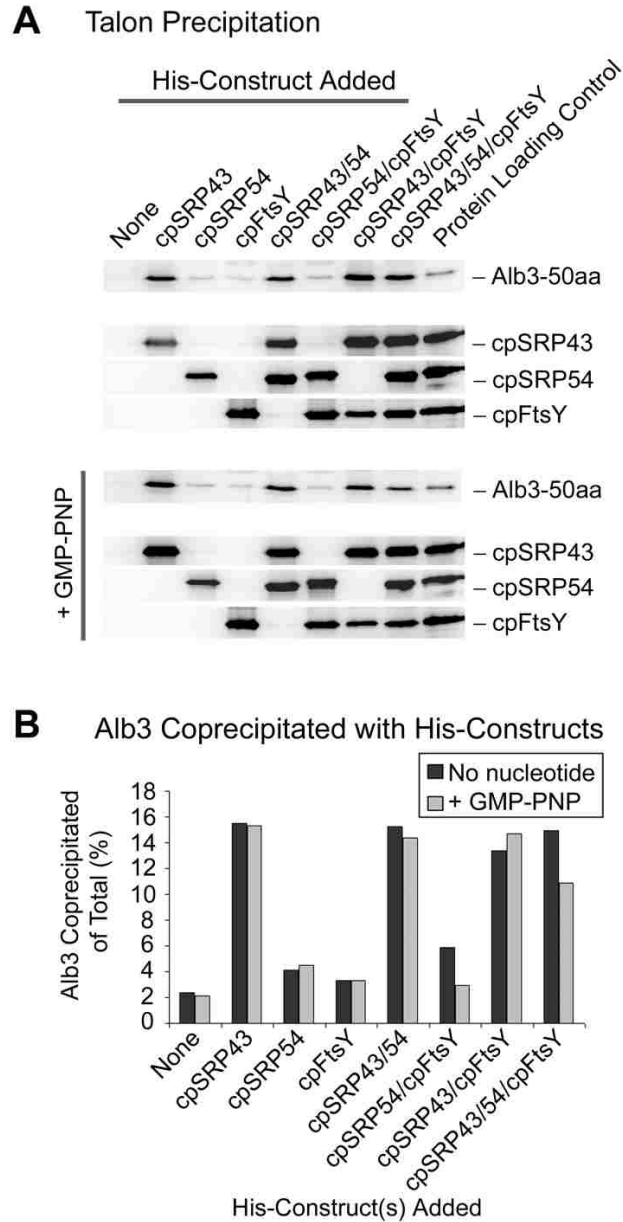 A Talon Precipitation
His-Construct Added
None
cpSRP43
cpSRP54
cpFtsY
cpSRP43/54
cpSRP54/cpFtsY
cpSRP43/cpFtsY
cpSRP43/54/cpFtsY
Protein Loading Control
– Alb3-50aa
– cpSRP43
– cpSRP54
– cpFtsY
+ GMP-PNP
– Alb3-50aa
– cpSRP43
– cpSRP54
– cpFtsY
B Alb3 Coprecipitated with His-Constructs
No nucleotide
+ GMP-PNP
Alb3 Coprecipitated
of Total (%)
18
16
14
12
10
8
6
4
2
0
None
cpSRP43
cpSRP54
cpFtsY
cpSRP43/54
cpSRP54/cpFtsY
cpSRP43/cpFtsY
cpSRP43/54/cpFtsY
His-Construct(s) Added